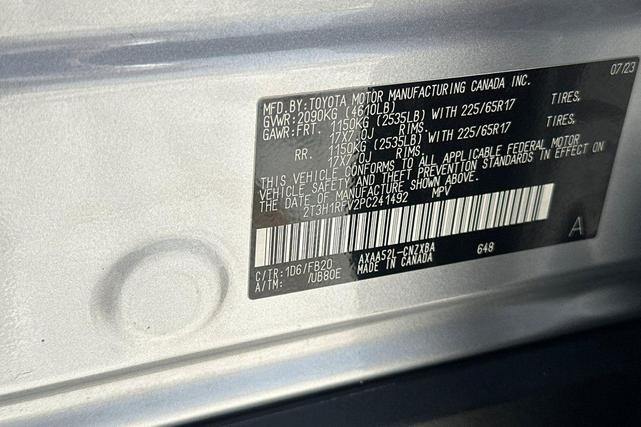 07/23
MFD.BY:TOYOTA MOTOR MANUFACTURING CANADA INC.
GVWR:2090KG (4610LB)
GAWR:FRT. 1150KG (2535LB) WITH 225/65R17 TIRES,
17X7.0J RIMS.
RR. 1150KG (2535LB) WITH 225/65R17 TIRES,
17X7.0J RIMS.
THIS VEHICLE CONFORMS TO ALL APPLICABLE FEDERAL MOTOR
VEHICLE SAFETY AND THEFT PREVENTION STANDARDS IN EFFECT ON
THE DATE OF MANUFACTURE SHOWN ABOVE.
2T3H1RFV2PC241492 MPV
C/TR:1D6/FB20 AXAA52L-CNZXBA 648 A
A/TM: /UB80E MADE IN CANADA